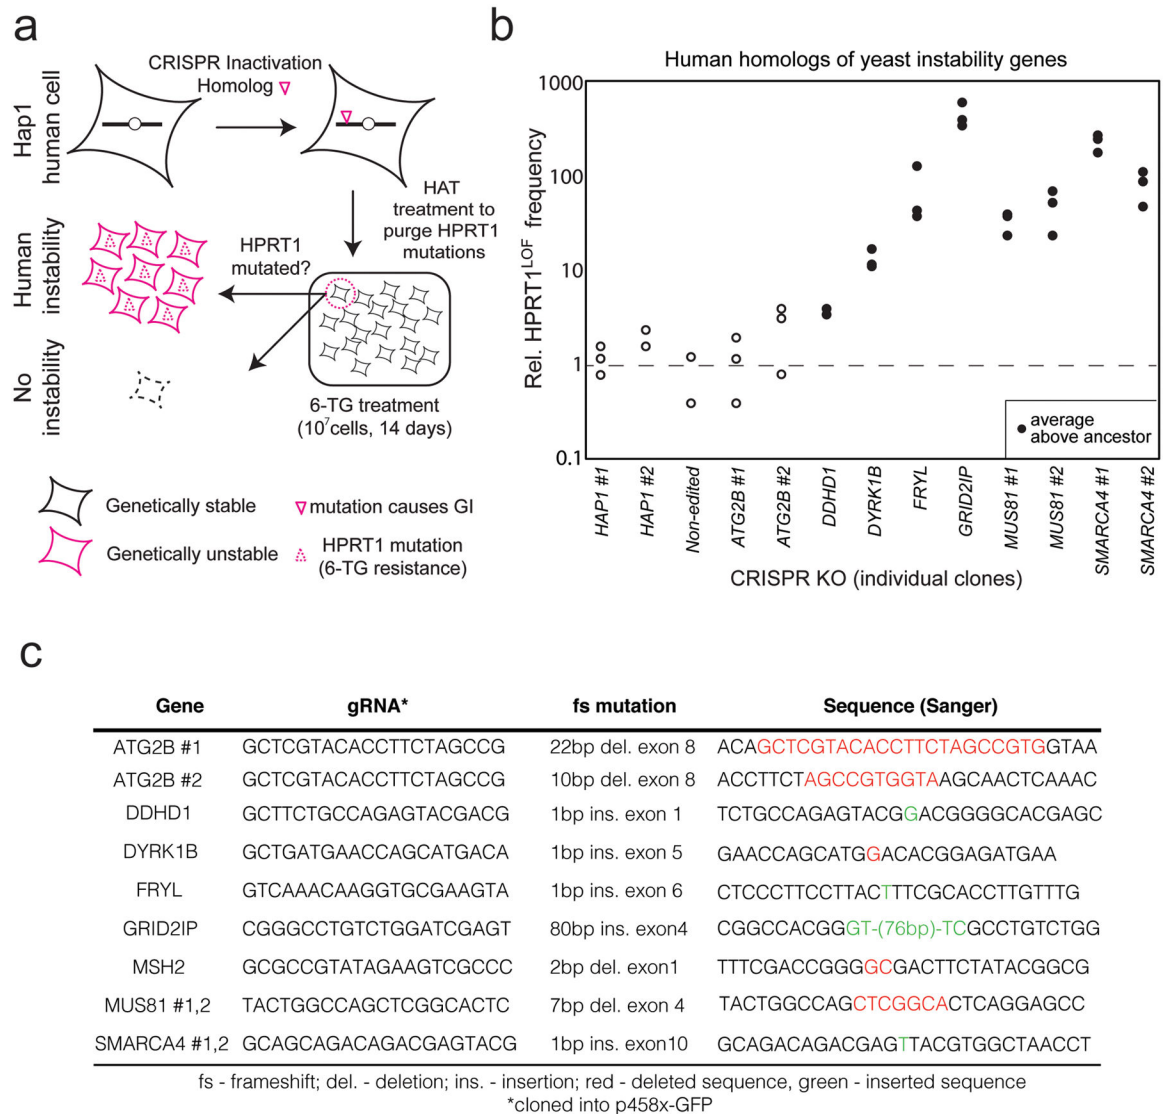 a
Hap1
human cell
CRISPR Inactivation
Homolog
HAT
treatment to
purge HPRT1
mutations
Human
instability
HPRT1
mutated?
No
instability
6-TG treatment
(10^7 cells, 14 days)
Genetically stable
mutation causes GI
Genetically unstable
HPRT1 mutation
(6-TG resistance)
b
Human homologs of yeast instability genes
Rel. HPRT1^LOF frequency
1000
100
10
1
0.1
average
above ancestor
HAP1 #1
HAP1 #2
Non-edited
ATG2B #1
ATG2B #2
DDHD1
DYRK1B
FRYL
GRID2IP
MUS81 #1
MUS81 #2
SMARCA4 #1
SMARCA4 #2
CRISPR KO (individual clones)
c
Gene gRNA* fs mutation Sequence (Sanger)
ATG2B #1 GCTCGTACACCTTCTAGCCG 22bp del. exon 8 ACAGCTCGTACACCTTCTAGCCGTGGTAA
ATG2B #2 GCTCGTACACCTTCTAGCCG 10bp del. exon 8 ACCTTCTAGCCGTGGTAAGCAACTCAAAC
DDHD1 GCTTCTGCCAGAGTACGACG 1bp ins. exon 1 TCTGCCAGAGTACGGACGGGGCACGAGC
DYRK1B GCTGATGAACCAGCATGACA 1bp ins. exon 5 GAACCAGCATGGACACGGAGATGAA
FRYL GTCAAACAAGGTGCGAAGTA 1bp ins. exon 6 CTCCCTTCCTTACTTTCGCACCTTGTTTG
GRID2IP CGGGCCTGTCTGGATCGAGT 80bp ins. exon4 CGGCCACGGGT-(76bp)-TCGCCTGTCTGG
MSH2 GCGCCGTATAGAAGTCGCCC 2bp del. exon1 TTTCGACCGGGGCGACTTCTATACGGCG
MUS81 #1,2 TACTGGCCAGCTCGGCACTC 7bp del. exon 4 TACTGGCCAGCTCGGCACTCAGGAGCC
SMARCA4 #1,2 GCAGCAGACAGACGAGTACG 1bp ins. exon10 GCAGACAGACGAGTTACGTGGCTAACCT
fs - frameshift; del. - deletion; ins. - insertion; red - deleted sequence, green - inserted sequence
*cloned into p458x-GFP